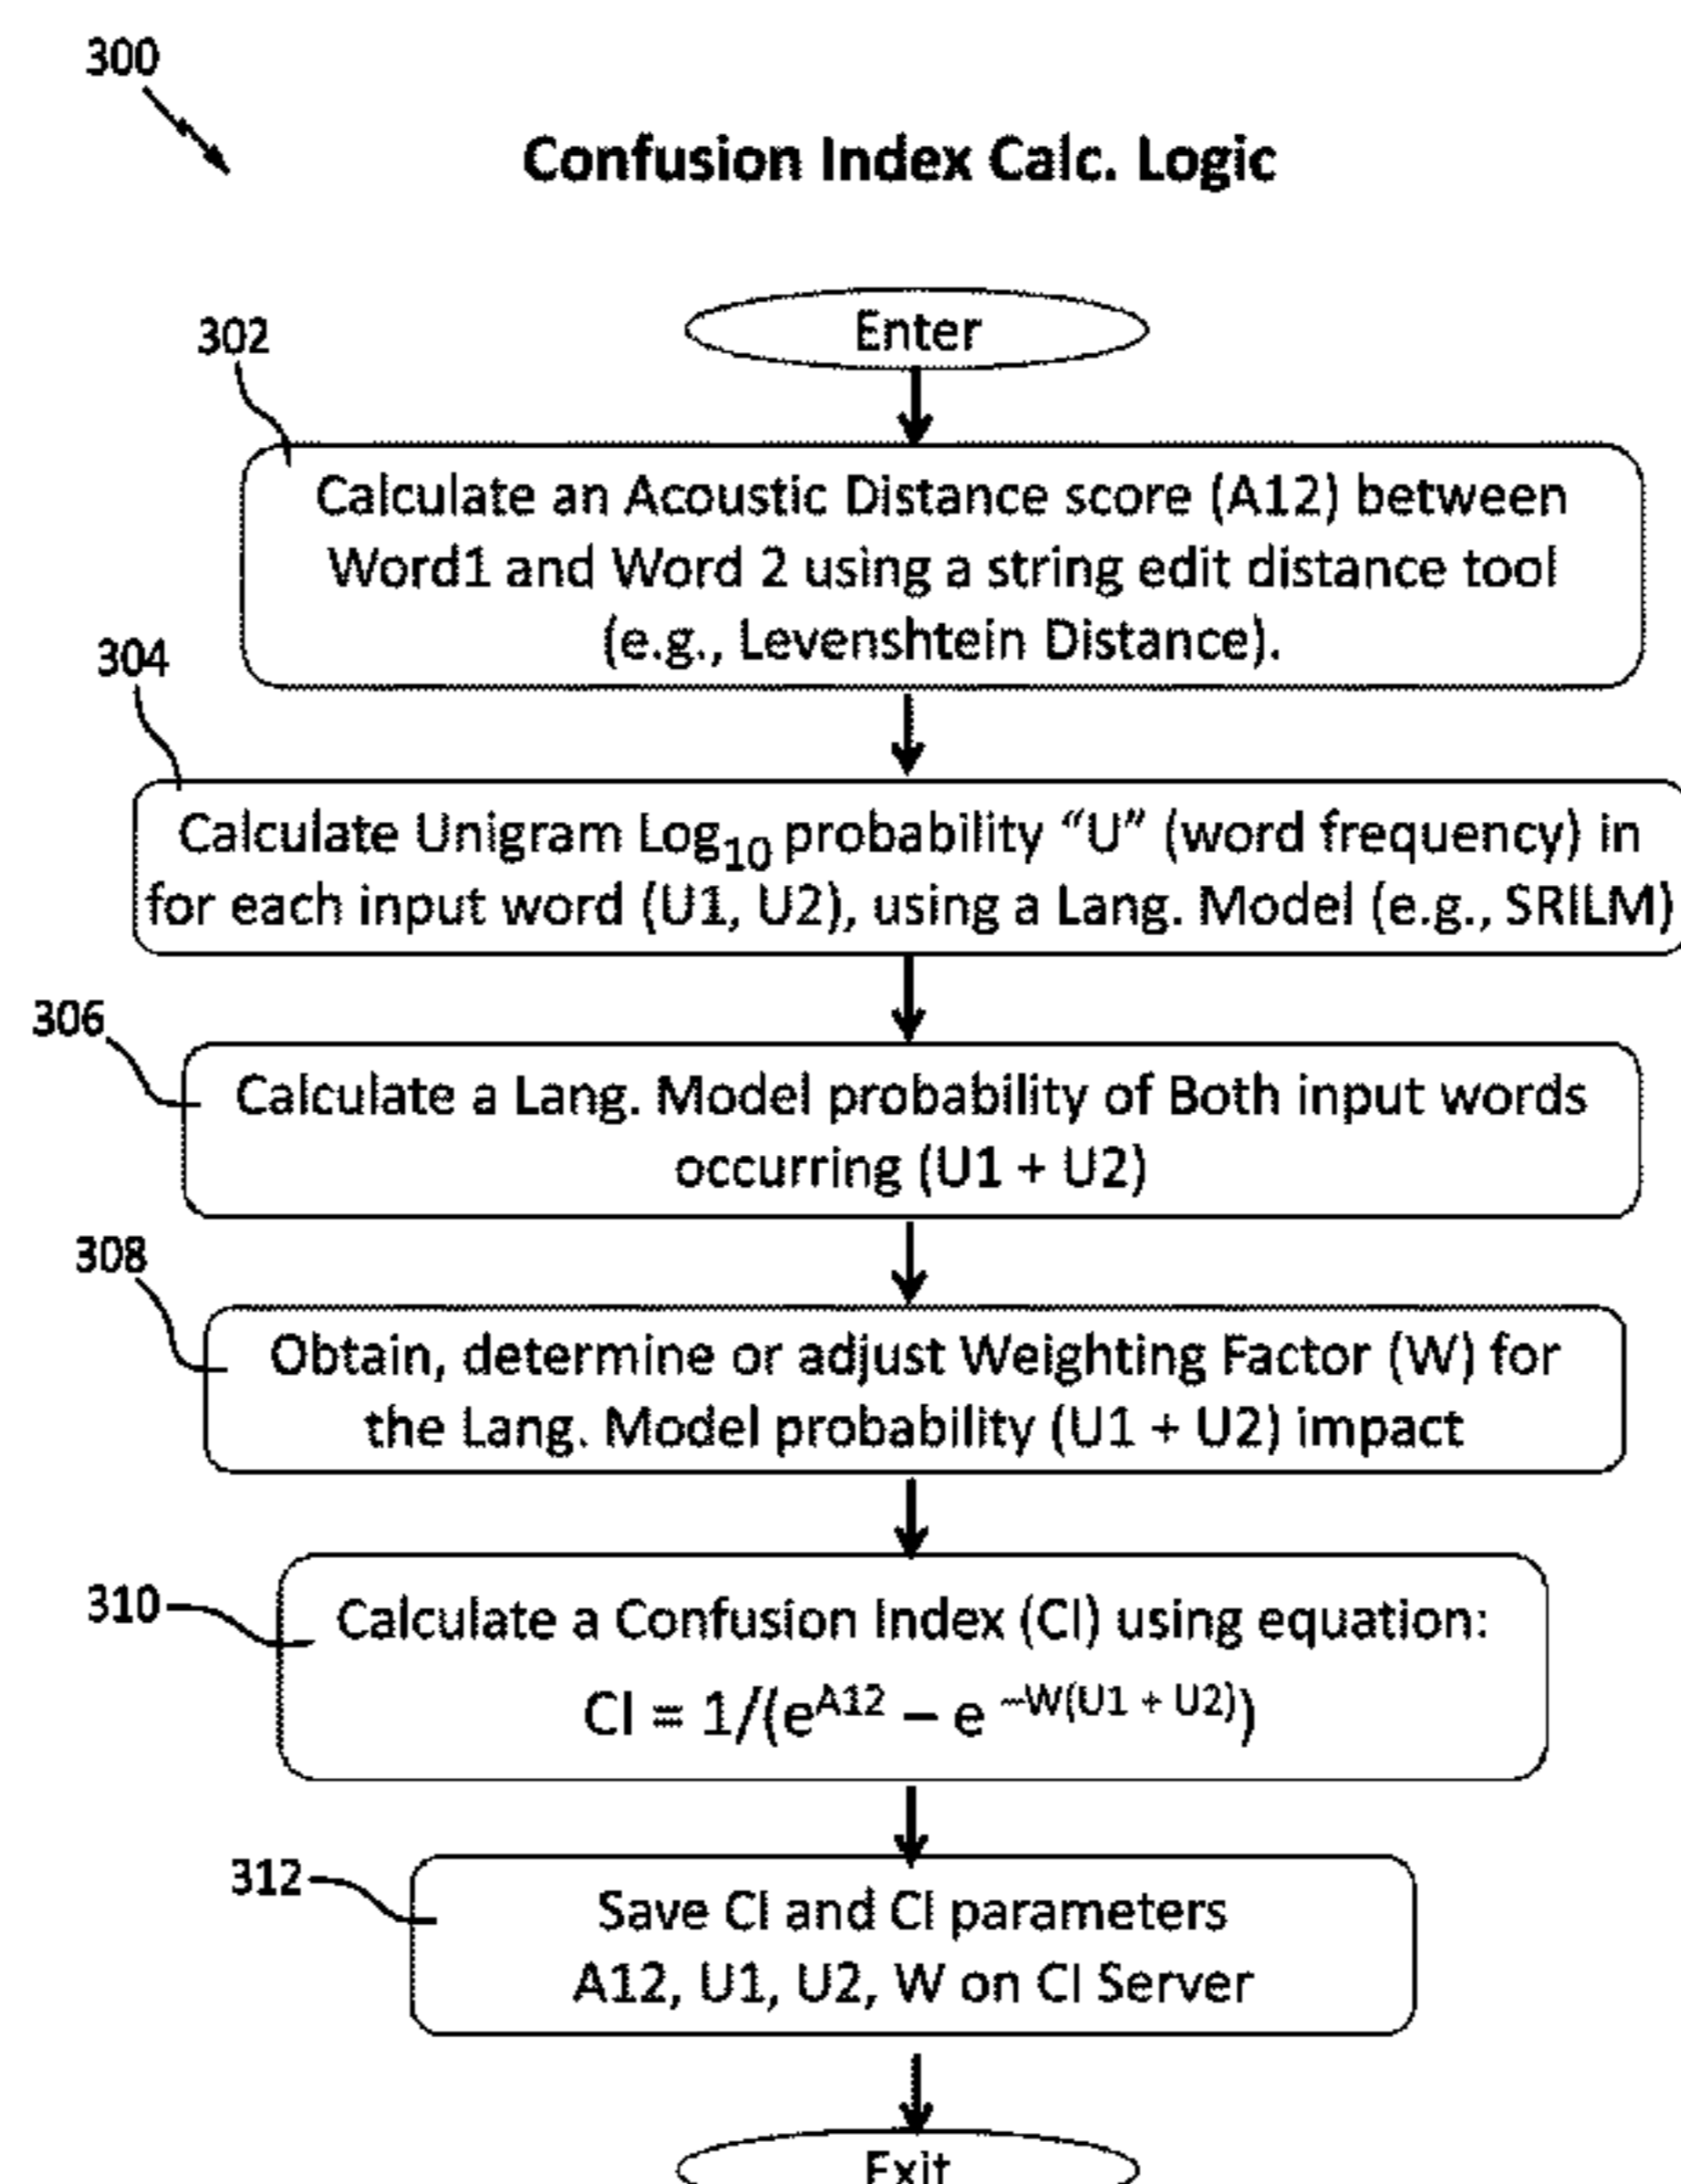 300
Confusion Index Calc. Logic
Enter
302
Calculate an Acoustic Distance score (A12) between
Word1 and Word 2 using a string edit distance tool
(e.g., Levenshtein Distance).
304
Calculate Unigram Log₁₀ probability “U” (word frequency) in
for each input word (U1, U2), using a Lang. Model (e.g., SRILM)
306
Calculate a Lang. Model probability of Both input words
occurring (U1 + U2)
308
Obtain, determine or adjust Weighting Factor (W) for
the Lang. Model probability (U1 + U2) impact
310
Calculate a Confusion Index (CI) using equation:
CI = 1/(e^A12 – e ^–W(U1 + U2))
312
Save CI and CI parameters
A12, U1, U2, W on CI Server
Exit